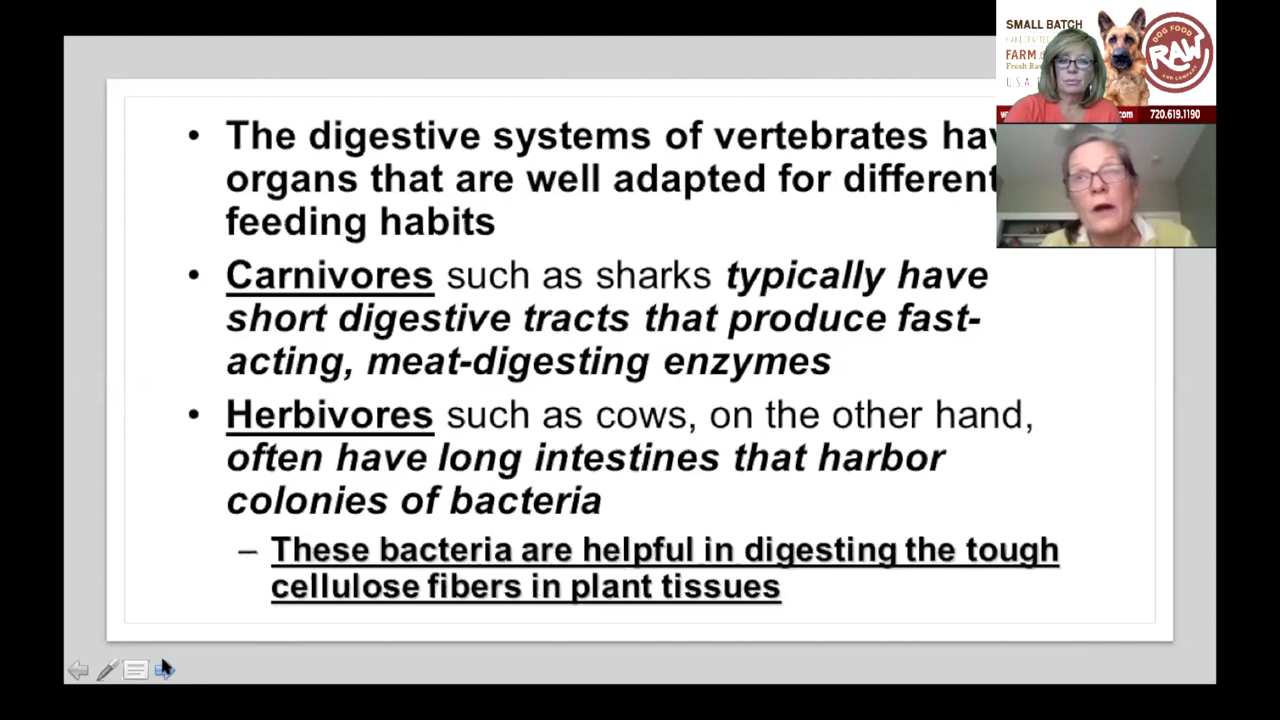 SMALL BATCH
FARM
Fresh Raw
U.S.A.
DOG FOOD
RAW
AND COMPANY
.com 720.619.1190
• The digestive systems of vertebrates hav
organs that are well adapted for different
feeding habits
• Carnivores such as sharks typically have
short digestive tracts that produce fast-
acting, meat-digesting enzymes
• Herbivores such as cows, on the other hand,
often have long intestines that harbor
colonies of bacteria
– These bacteria are helpful in digesting the tough
cellulose fibers in plant tissues